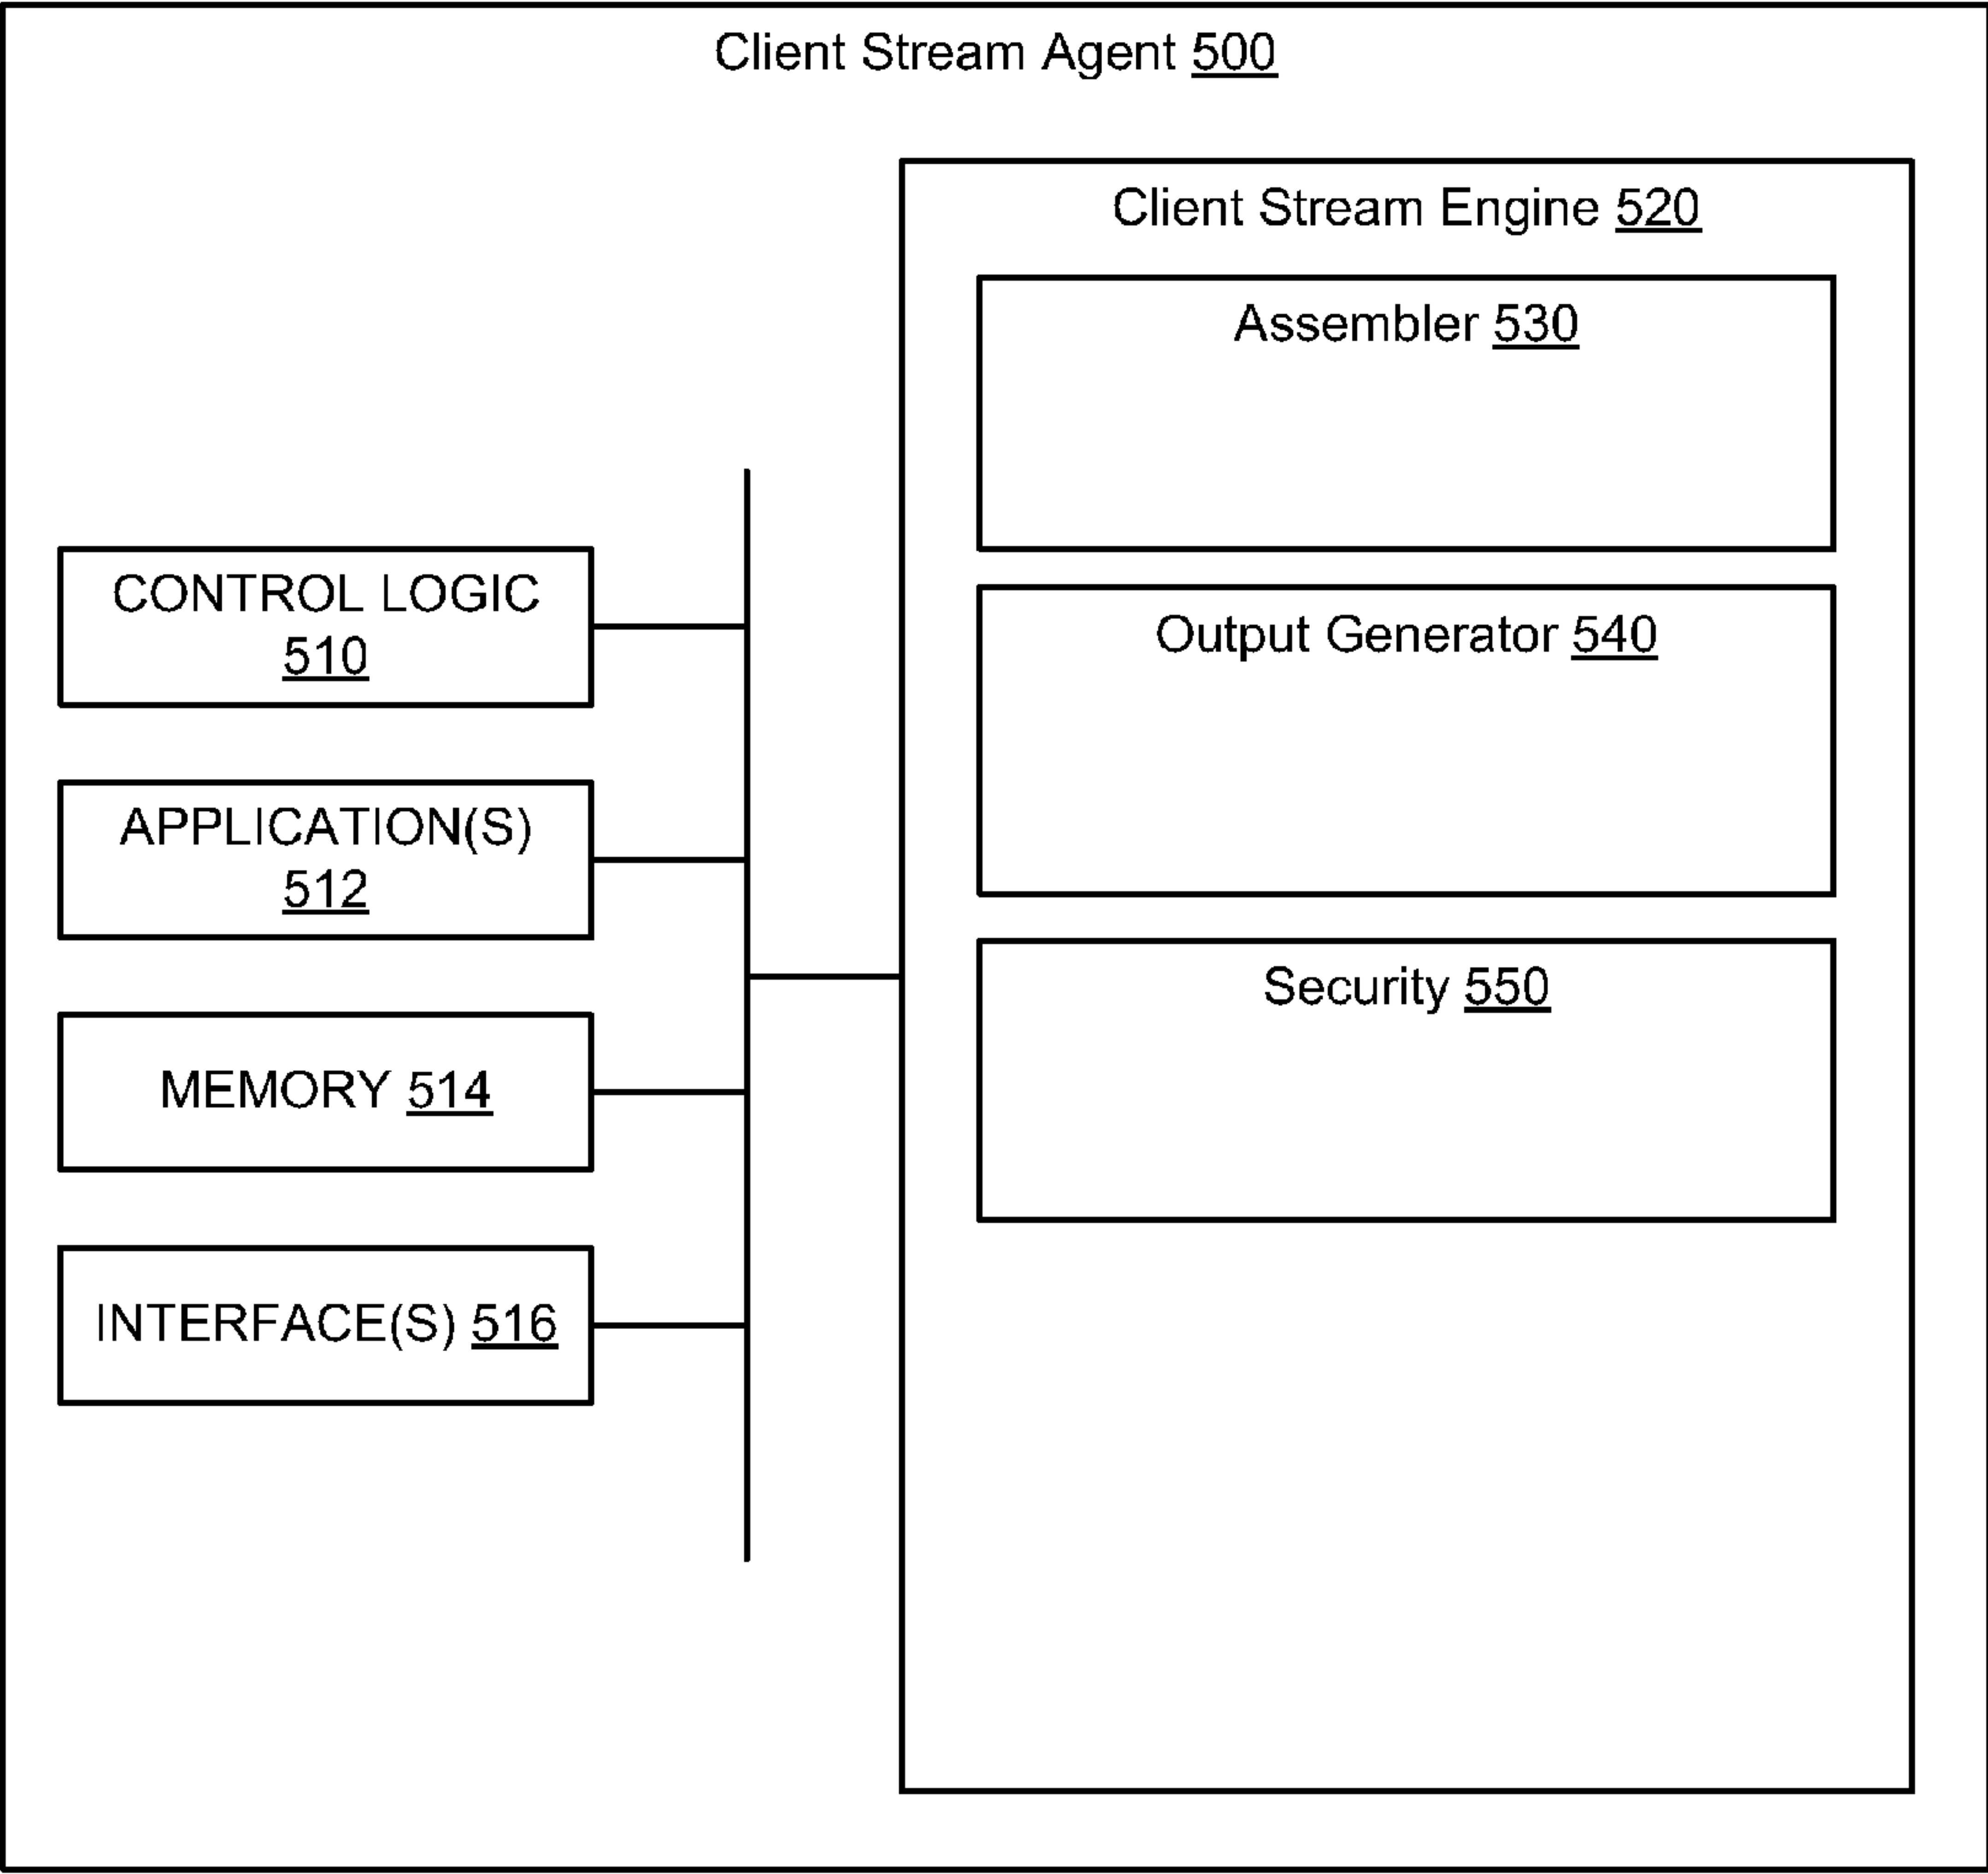 Client Stream Agent 500
CONTROL LOGIC
510
APPLICATION(S)
512
MEMORY 514
INTERFACE(S) 516
Client Stream Engine 520
Assembler 530
Output Generator 540
Security 550